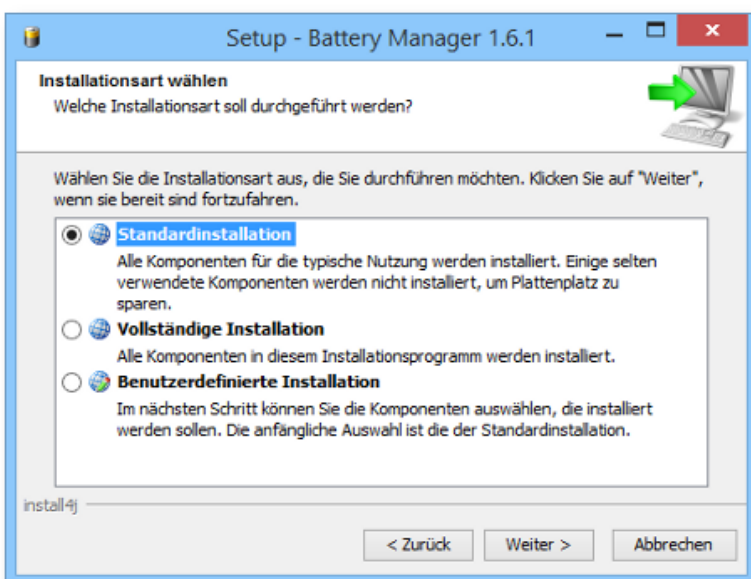 Setup - Battery Manager 1.6.1
Installationsart wählen
Welche Installationsart soll durchgeführt werden?
Wählen Sie die Installationsart aus, die Sie durchführen möchten. Klicken Sie auf "Weiter",
wenn sie bereit sind fortzufahren.
Standardinstallation
Alle Komponenten für die typische Nutzung werden installiert. Einige selten
verwendete Komponenten werden nicht installiert, um Plattenplatz zu
sparen.
Vollständige Installation
Alle Komponenten in diesem Installationsprogramm werden installiert.
Benutzerdefinierte Installation
Im nächsten Schritt können Sie die Komponenten auswählen, die installiert
werden sollen. Die anfängliche Auswahl ist die der Standardinstallation.
install4j
< Zurück Weiter > Abbrechen